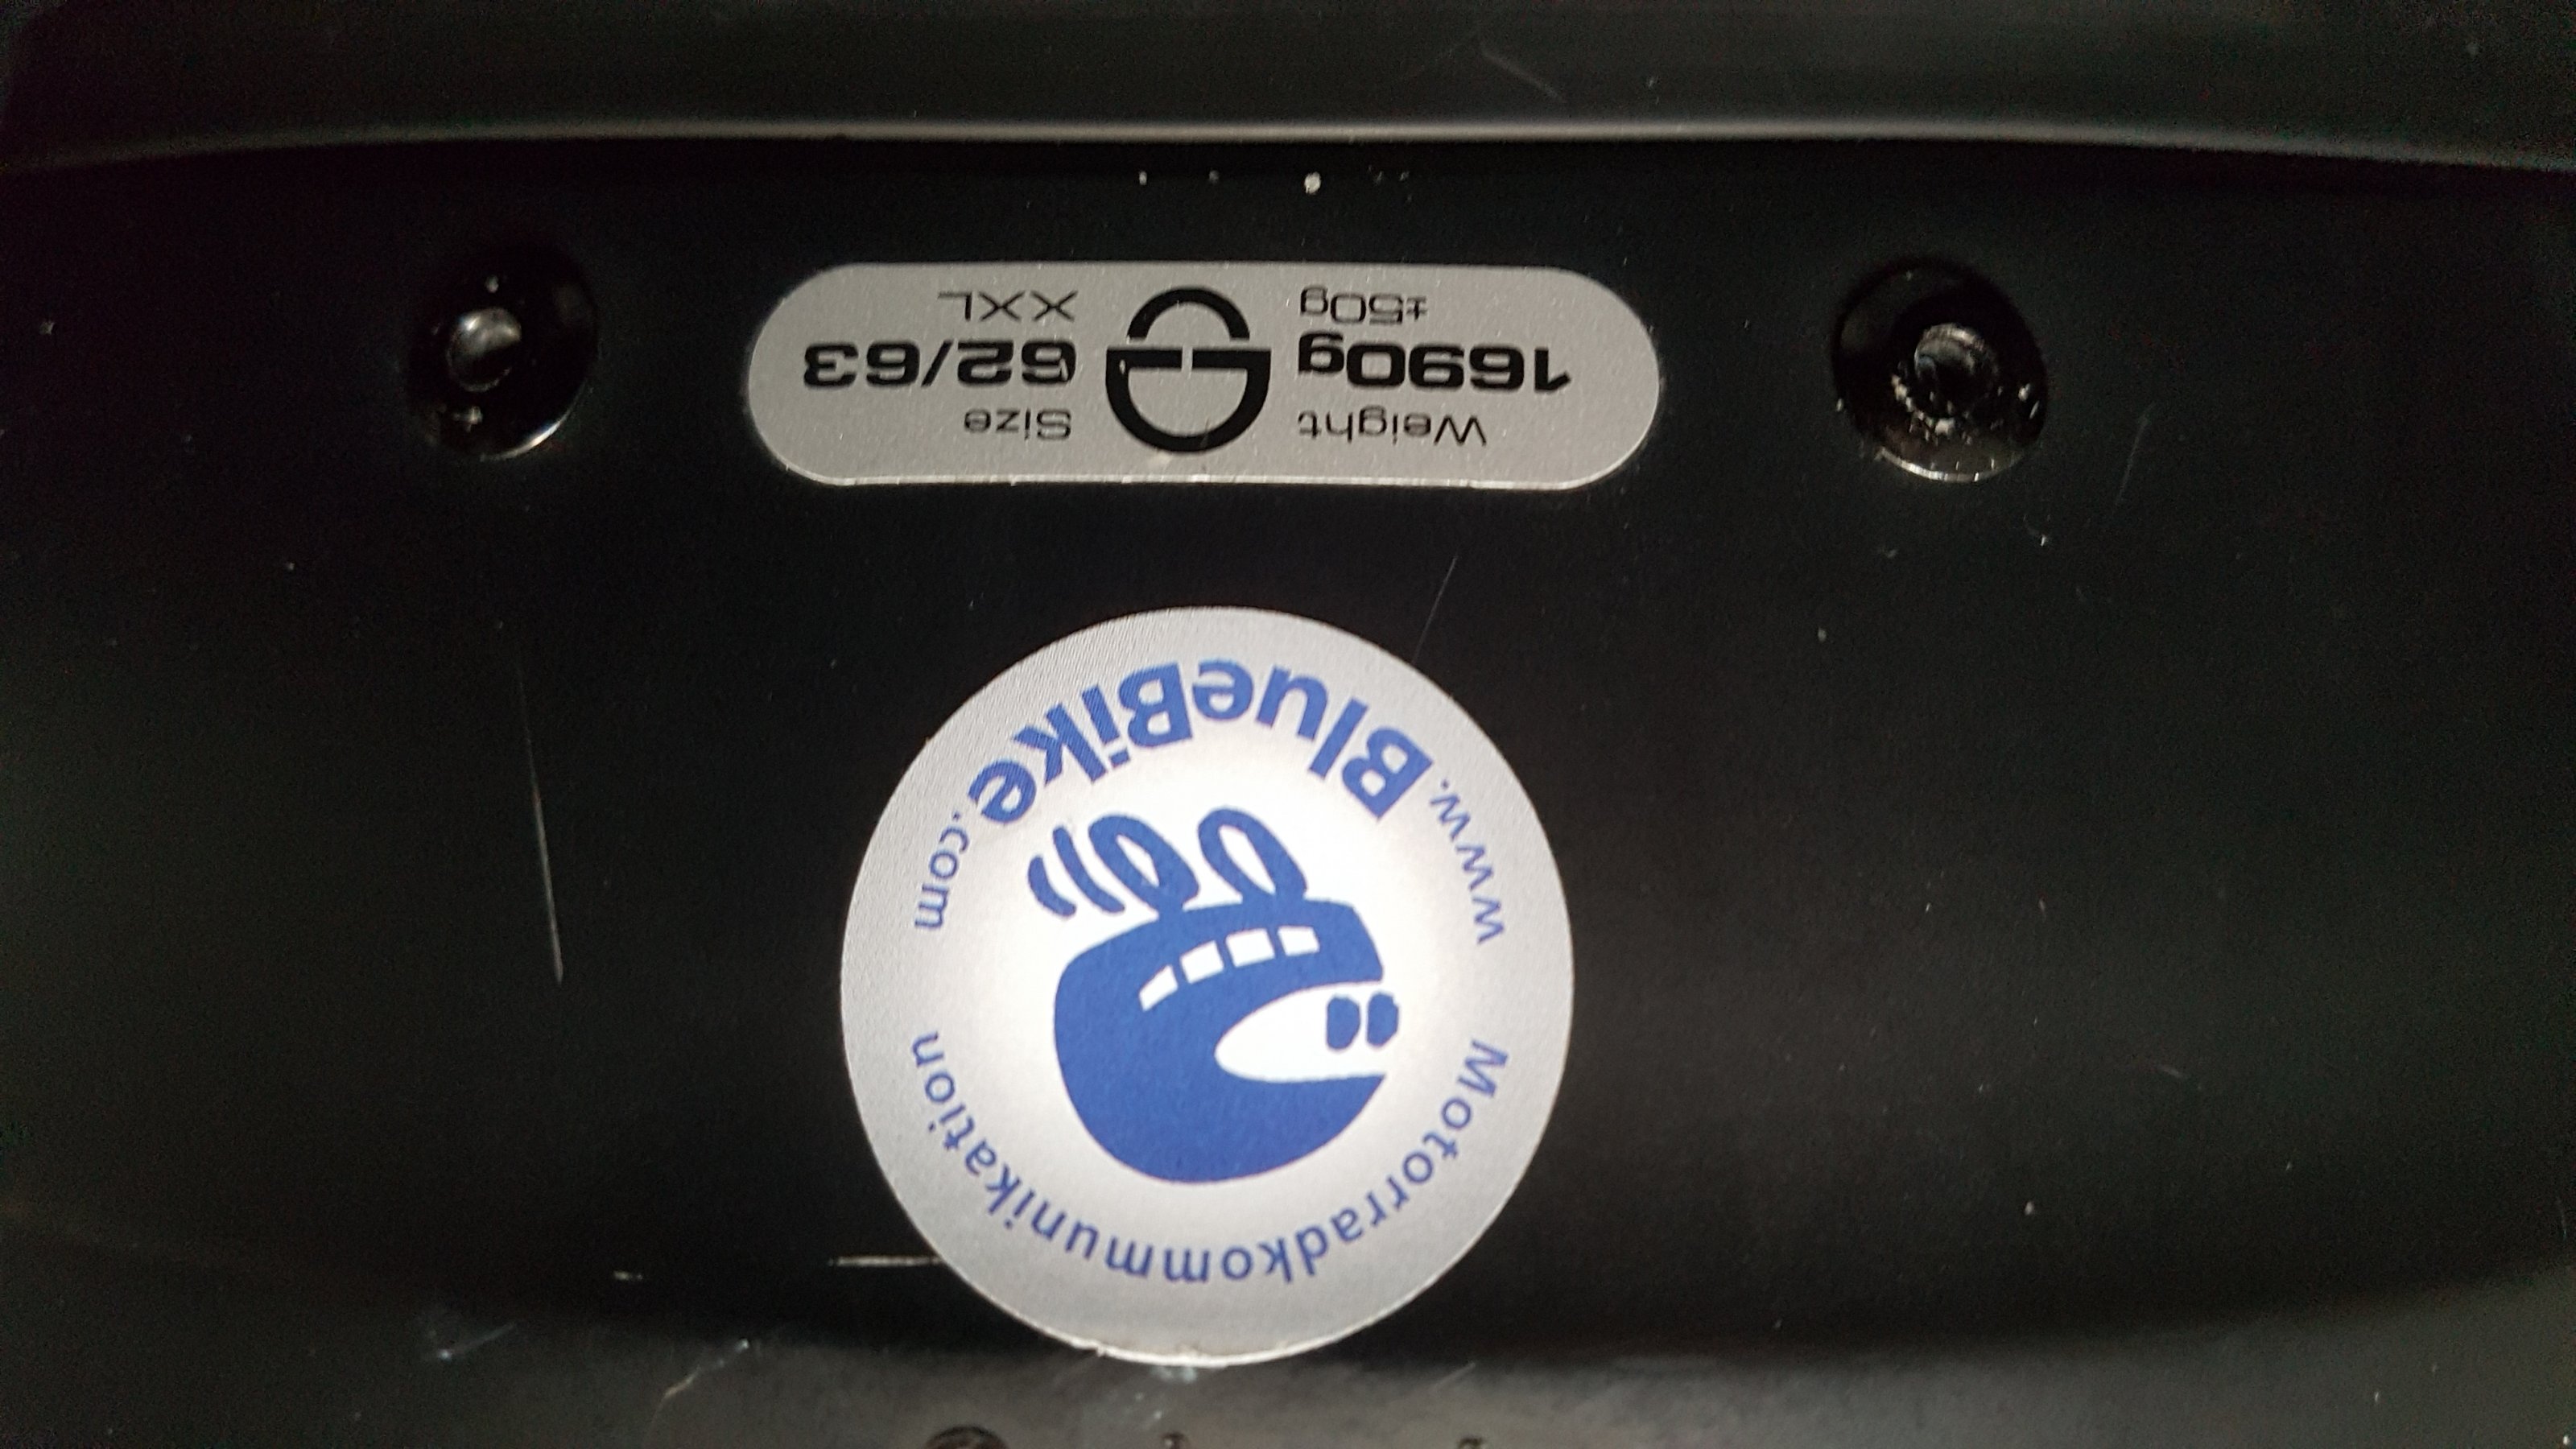 Weight
1690g
±50g
Size
62/63
XXL
www.BlueBike.com
Motorradkommunikation